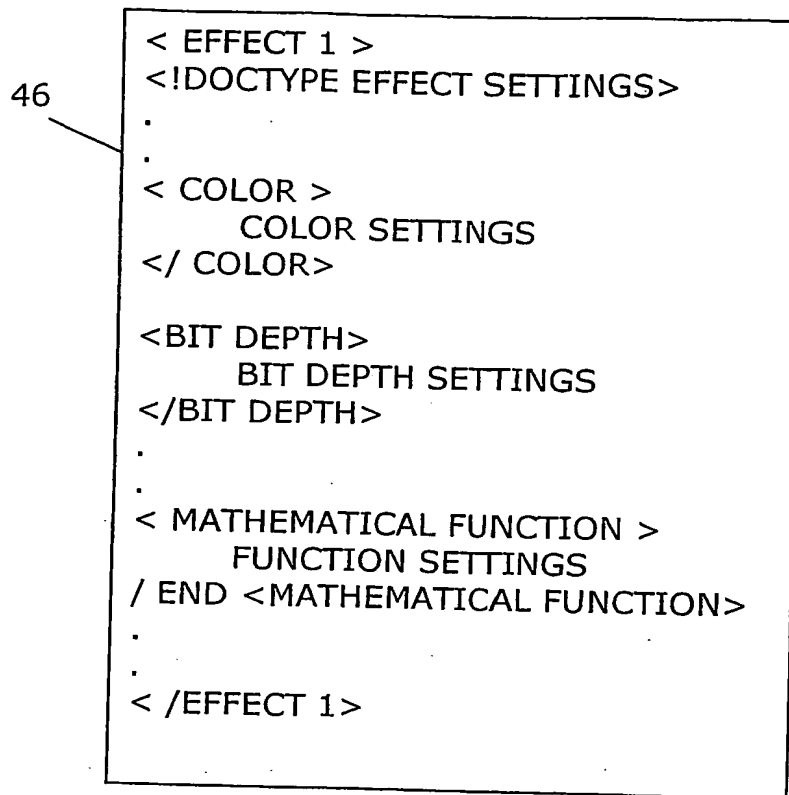 46
< EFFECT 1 >
<!DOCTYPE EFFECT SETTINGS>
.
.
< COLOR >
COLOR SETTINGS
</ COLOR>
<BIT DEPTH>
BIT DEPTH SETTINGS
</BIT DEPTH>
.
.
< MATHEMATICAL FUNCTION >
FUNCTION SETTINGS
/ END <MATHEMATICAL FUNCTION>
.
.
< /EFFECT 1>